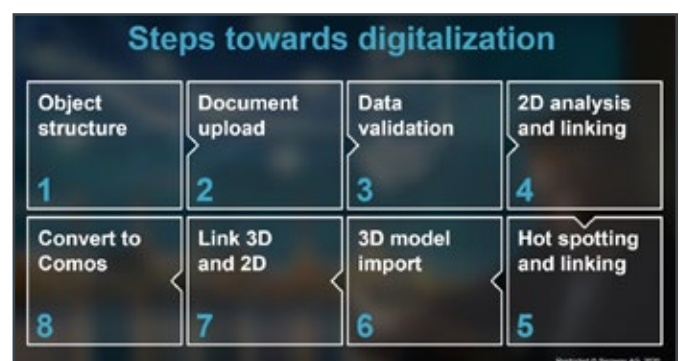 Steps towards digitalization
Object
structure
1
Document
upload
2
Data
validation
3
2D analysis
and linking
4
Hot spotting
and linking
5
3D model
import
6
Link 3D
and 2D
7
Convert to
Comos
8